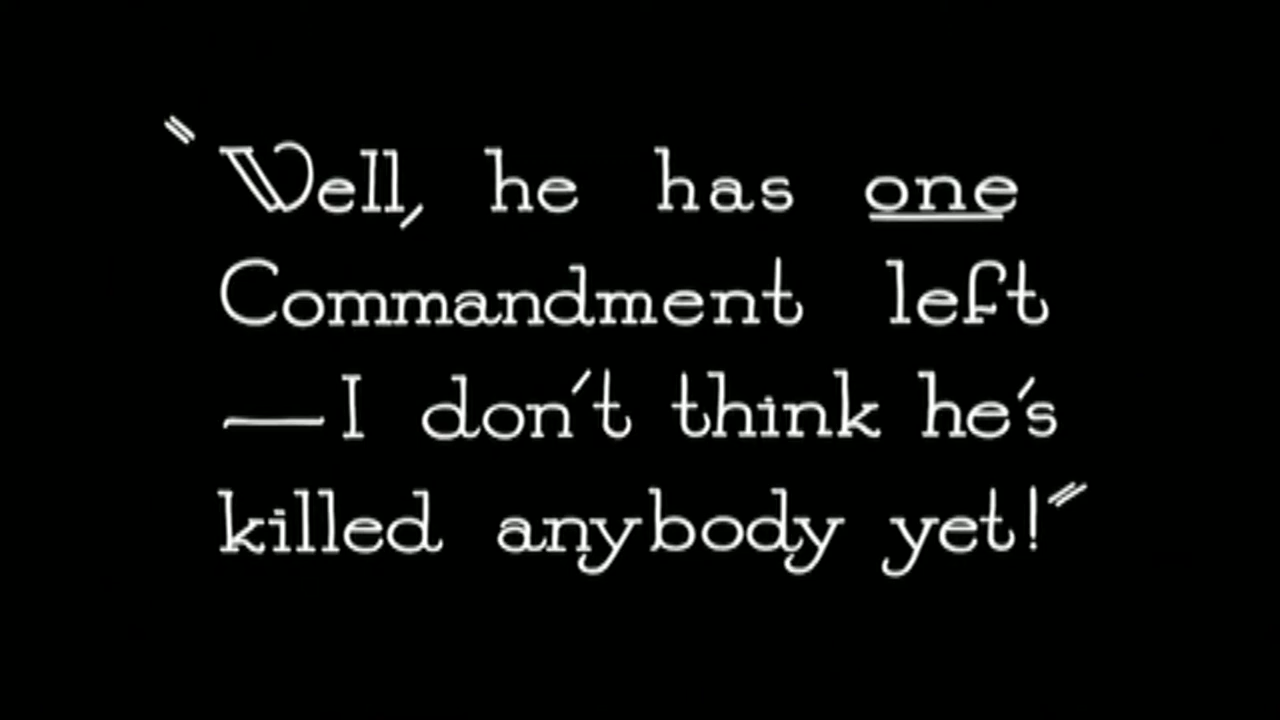 "Well, he has one
Commandment left
—I don't think he's
killed anybody yet!"